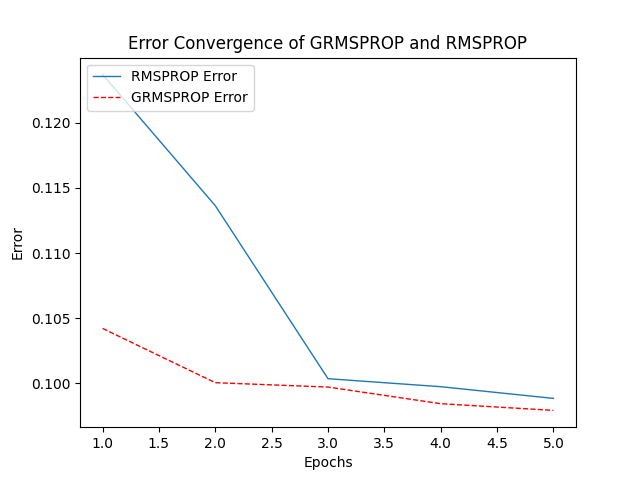 Error Convergence of GRMSPROP and RMSPROP
RMSPROP Error
GRMSPROP Error
0.120
0.115
0.110
0.105
0.100
Error
1.0 1.5 2.0 2.5 3.0 3.5 4.0 4.5 5.0
Epochs